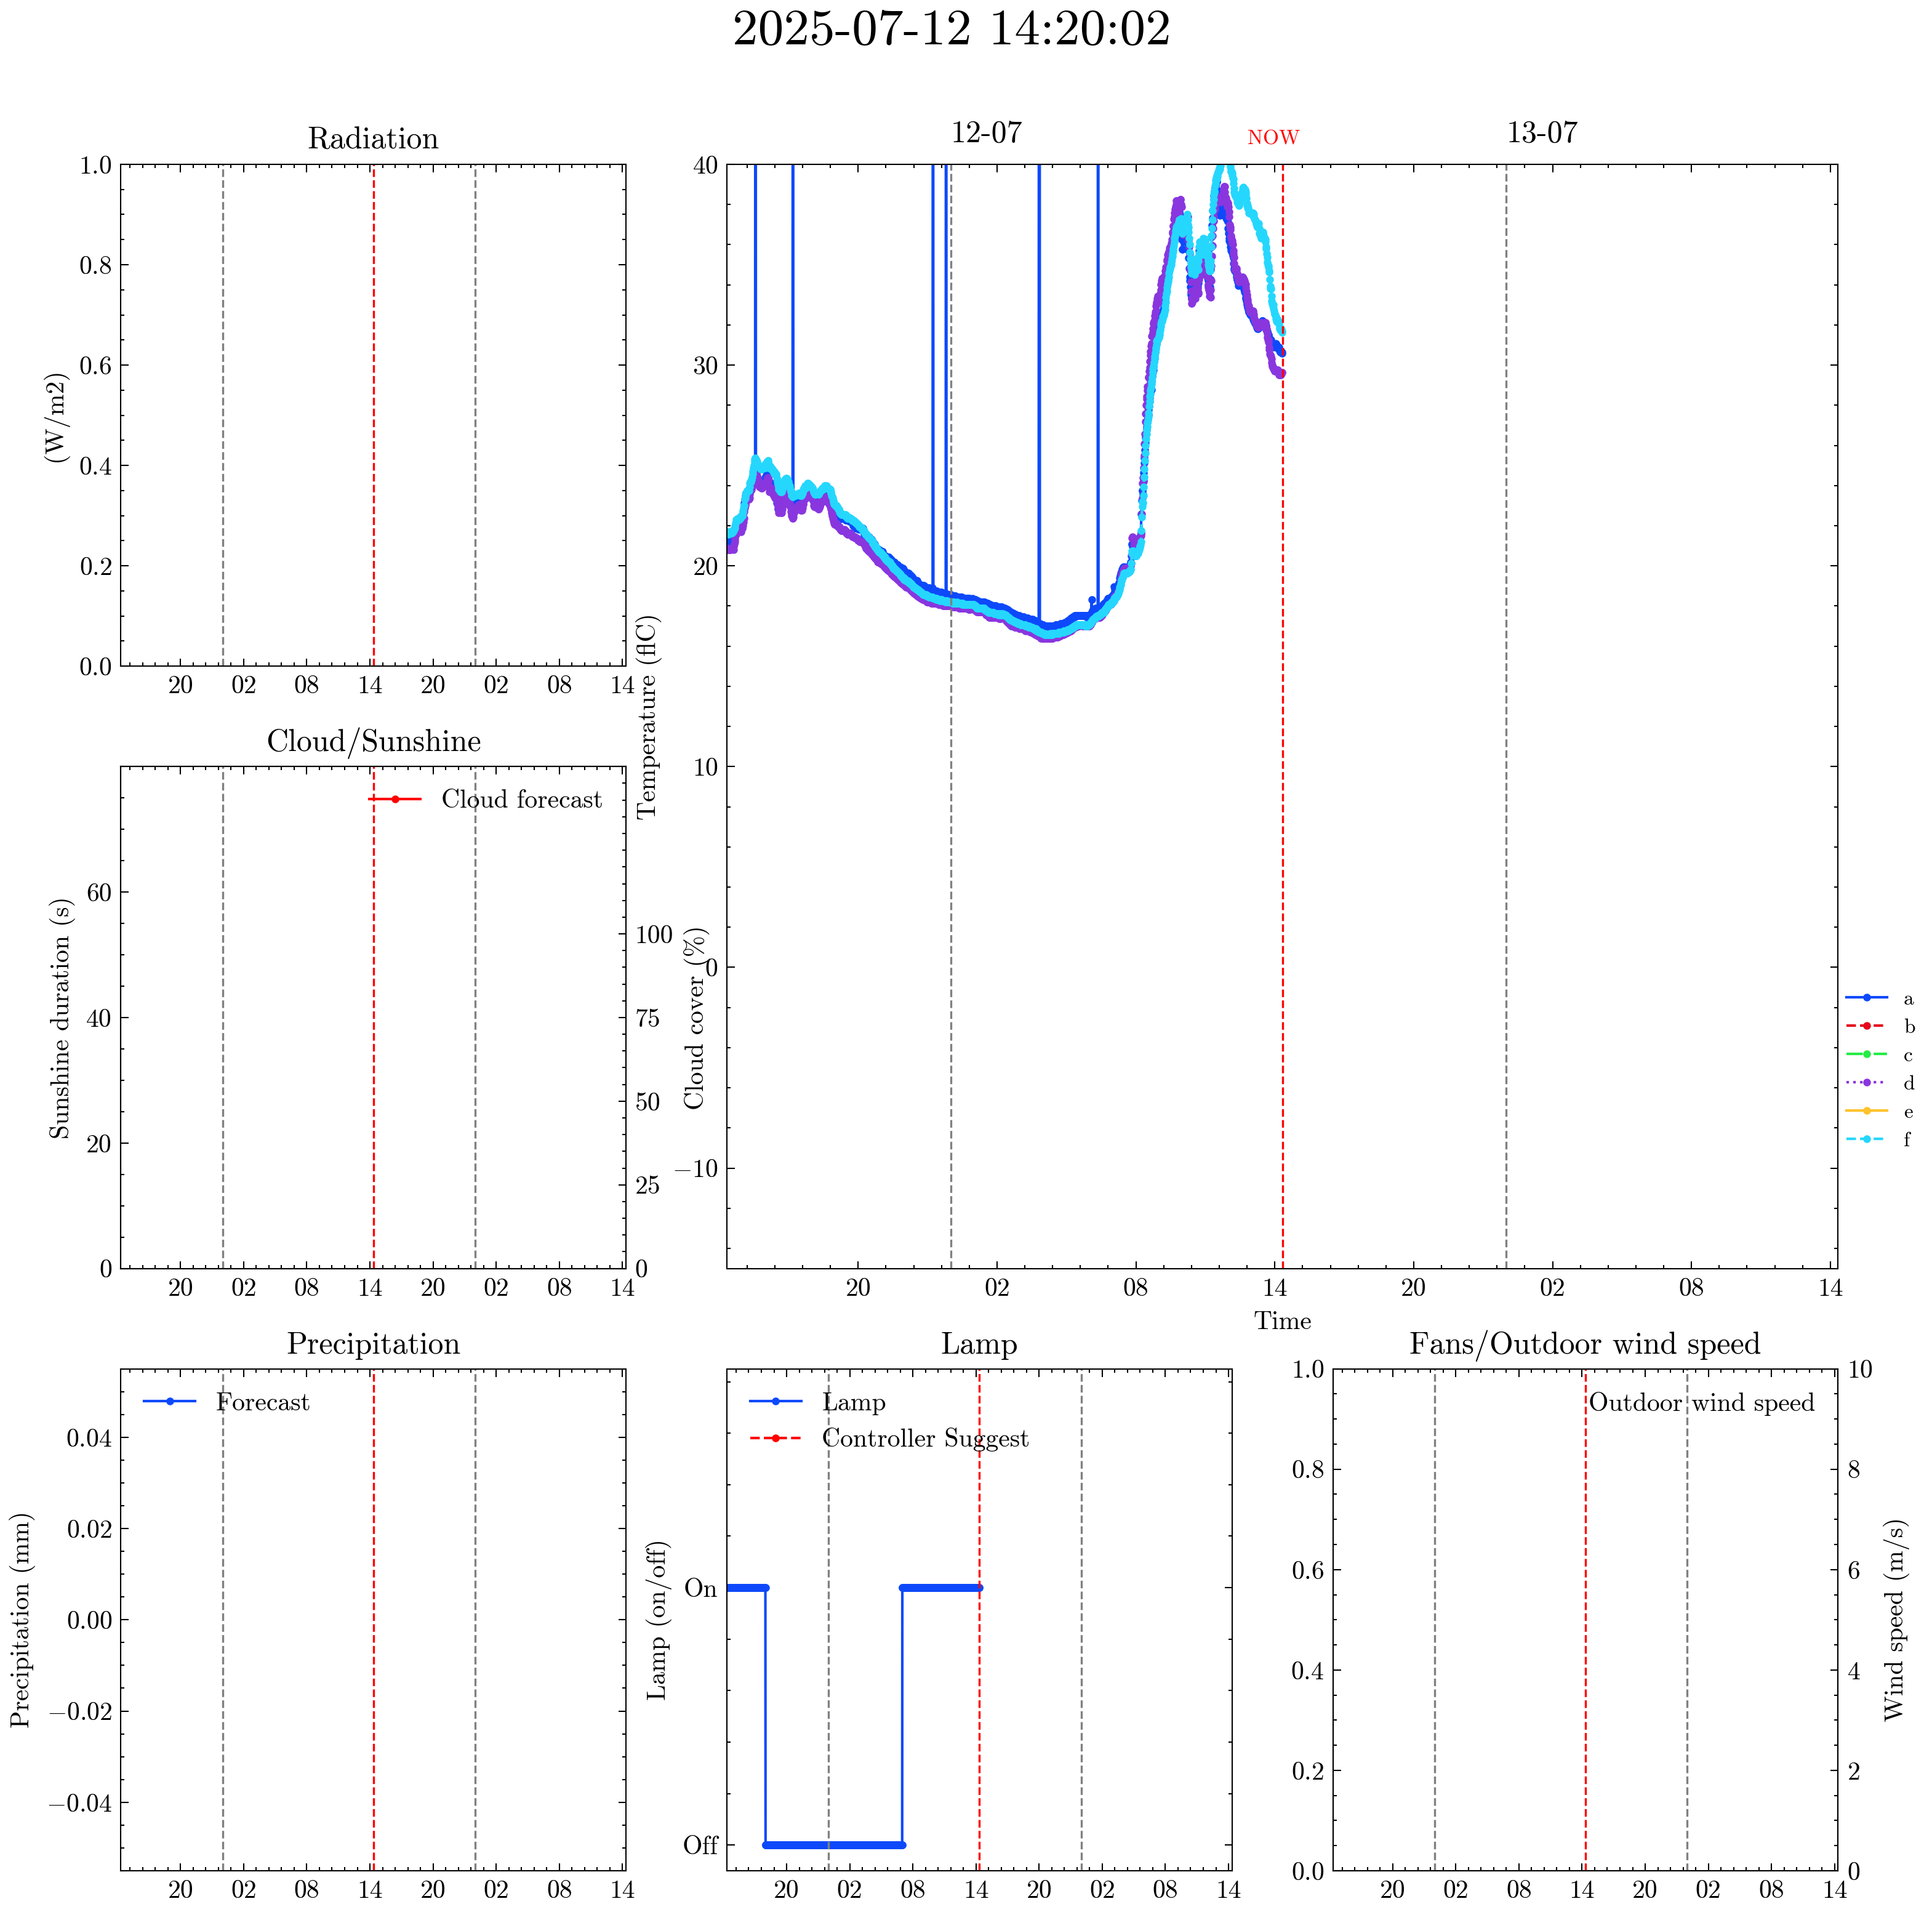 2025-07-12 14:20:02
Radiation
(W/m2)
1.0
0.8
0.6
0.4
0.2
0.0
20 02 08 14 20 02 08 14
12-07
NOW
13-07
Temperature (flC)
40
30
20
10
0
−10
20 02 08 14 20 02 08 14
Time
a
b
c
d
e
f
Cloud/Sunshine
Cloud forecast
Sunshine duration (s)
60
40
20
0
Cloud cover (%)
100
75
50
25
0
20 02 08 14 20 02 08 14
Precipitation
Forecast
Precipitation (mm)
0.04
0.02
0.00
−0.02
−0.04
20 02 08 14 20 02 08 14
Lamp
Lamp
Controller Suggest
Lamp (on/off)
On
Off
20 02 08 14 20 02 08 14
Fans/Outdoor wind speed
Outdoor wind speed
1.0
0.8
0.6
0.4
0.2
0.0
10
8
6
4
2
0
Wind speed (m/s)
20 02 08 14 20 02 08 14